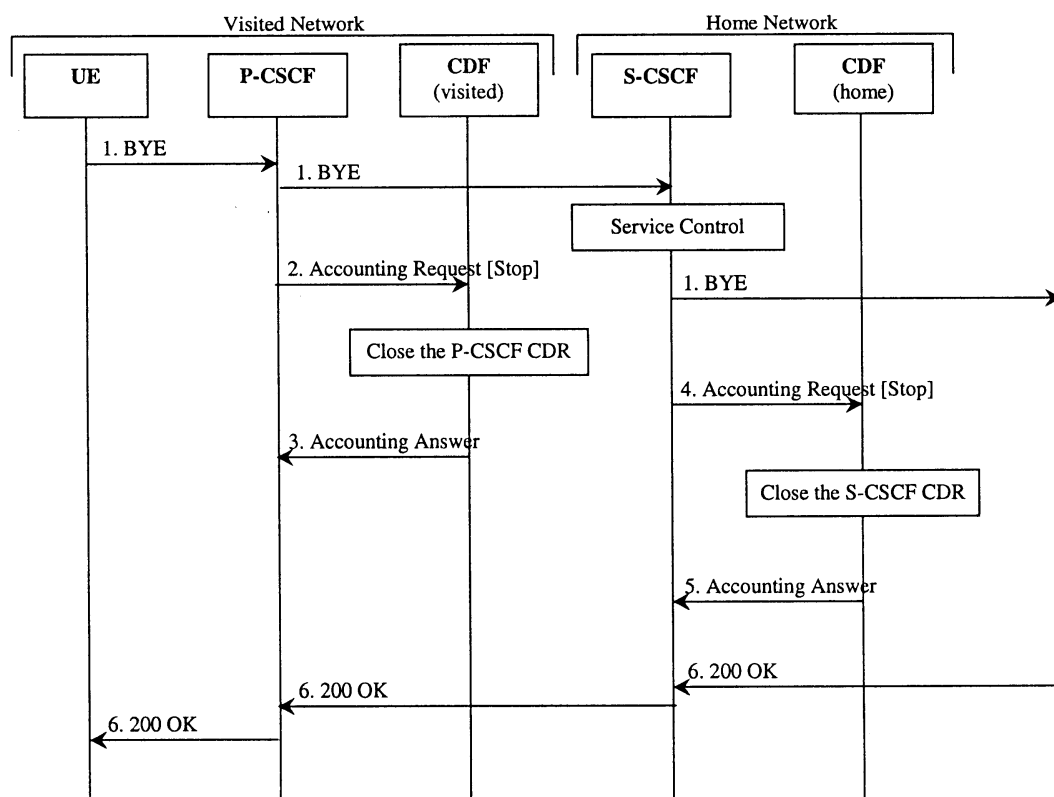 Visited Network
Home Network
UE
P-CSCF
CDF
(visited)
S-CSCF
CDF
(home)
1. BYE
1. BYE
Service Control
2. Accounting Request [Stop]
1. BYE
Close the P-CSCF CDR
4. Accounting Request [Stop]
3. Accounting Answer
Close the S-CSCF CDR
5. Accounting Answer
6. 200 OK
6. 200 OK
6. 200 OK